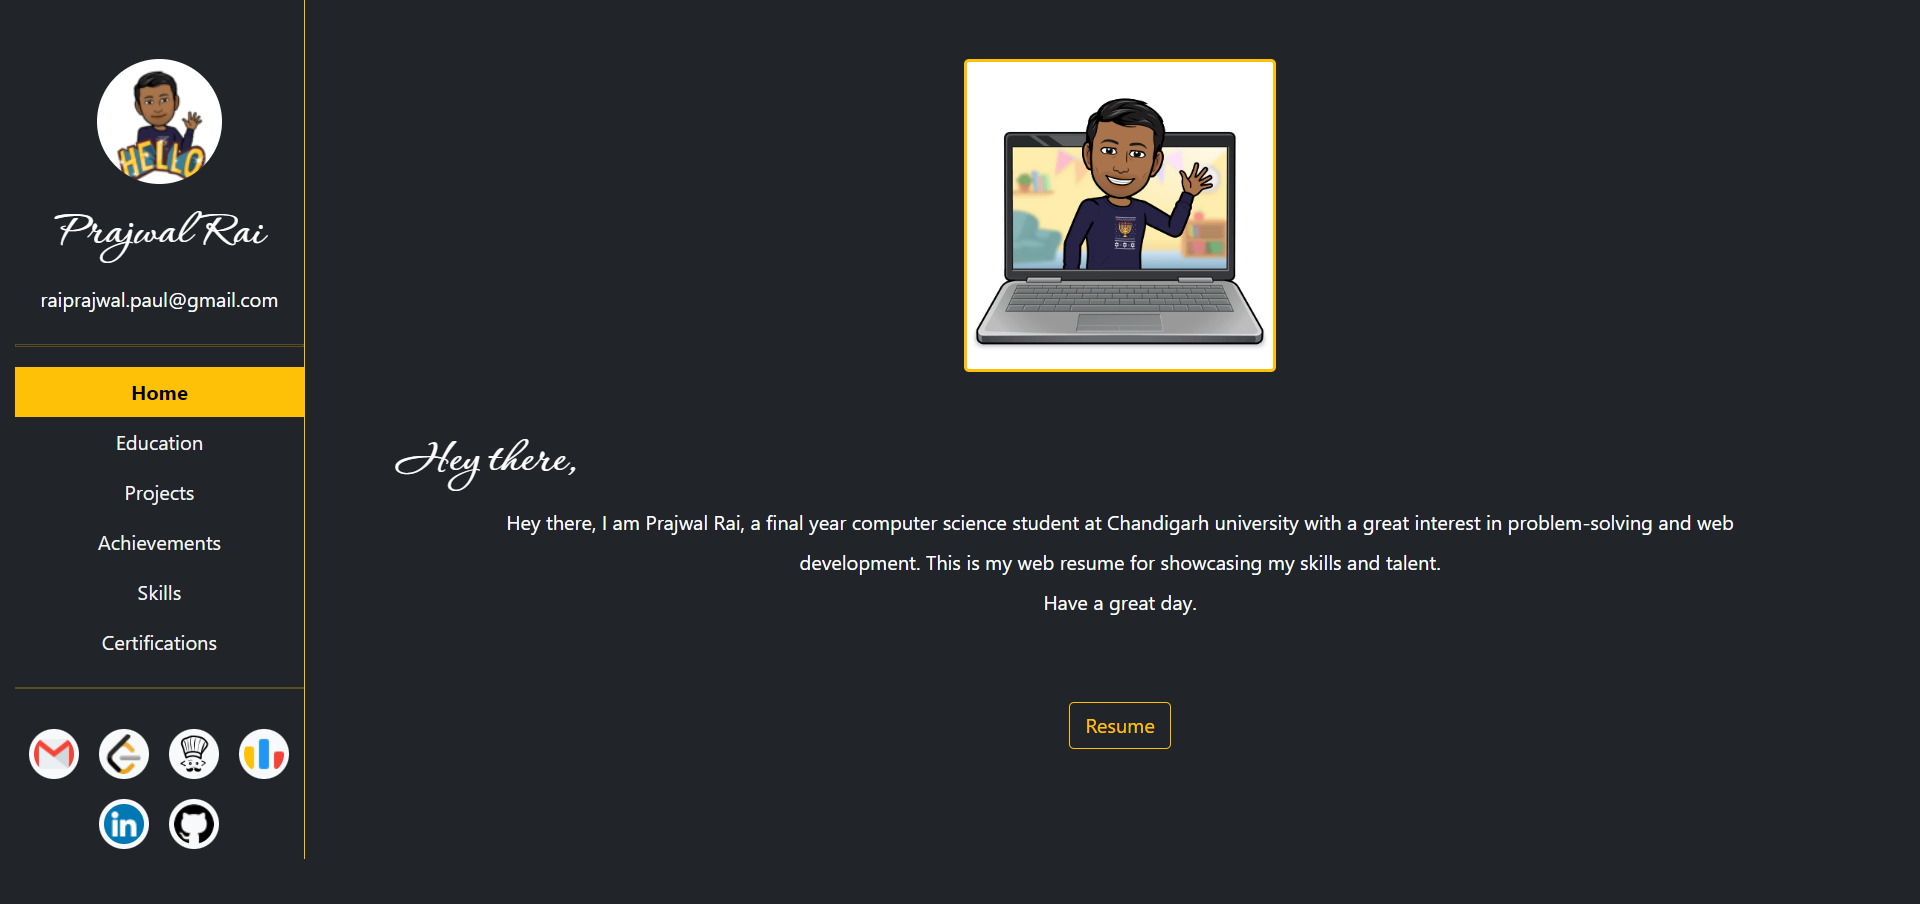 HELLO
Prajwal Rai
raiprajwal.paul@gmail.com
Home
Education
Projects
Achievements
Skills
Certifications
in
Hey there,
Hey there, I am Prajwal Rai, a final year computer science student at Chandigarh university with a great interest in problem-solving and web
development. This is my web resume for showcasing my skills and talent.
Have a great day.
Resume